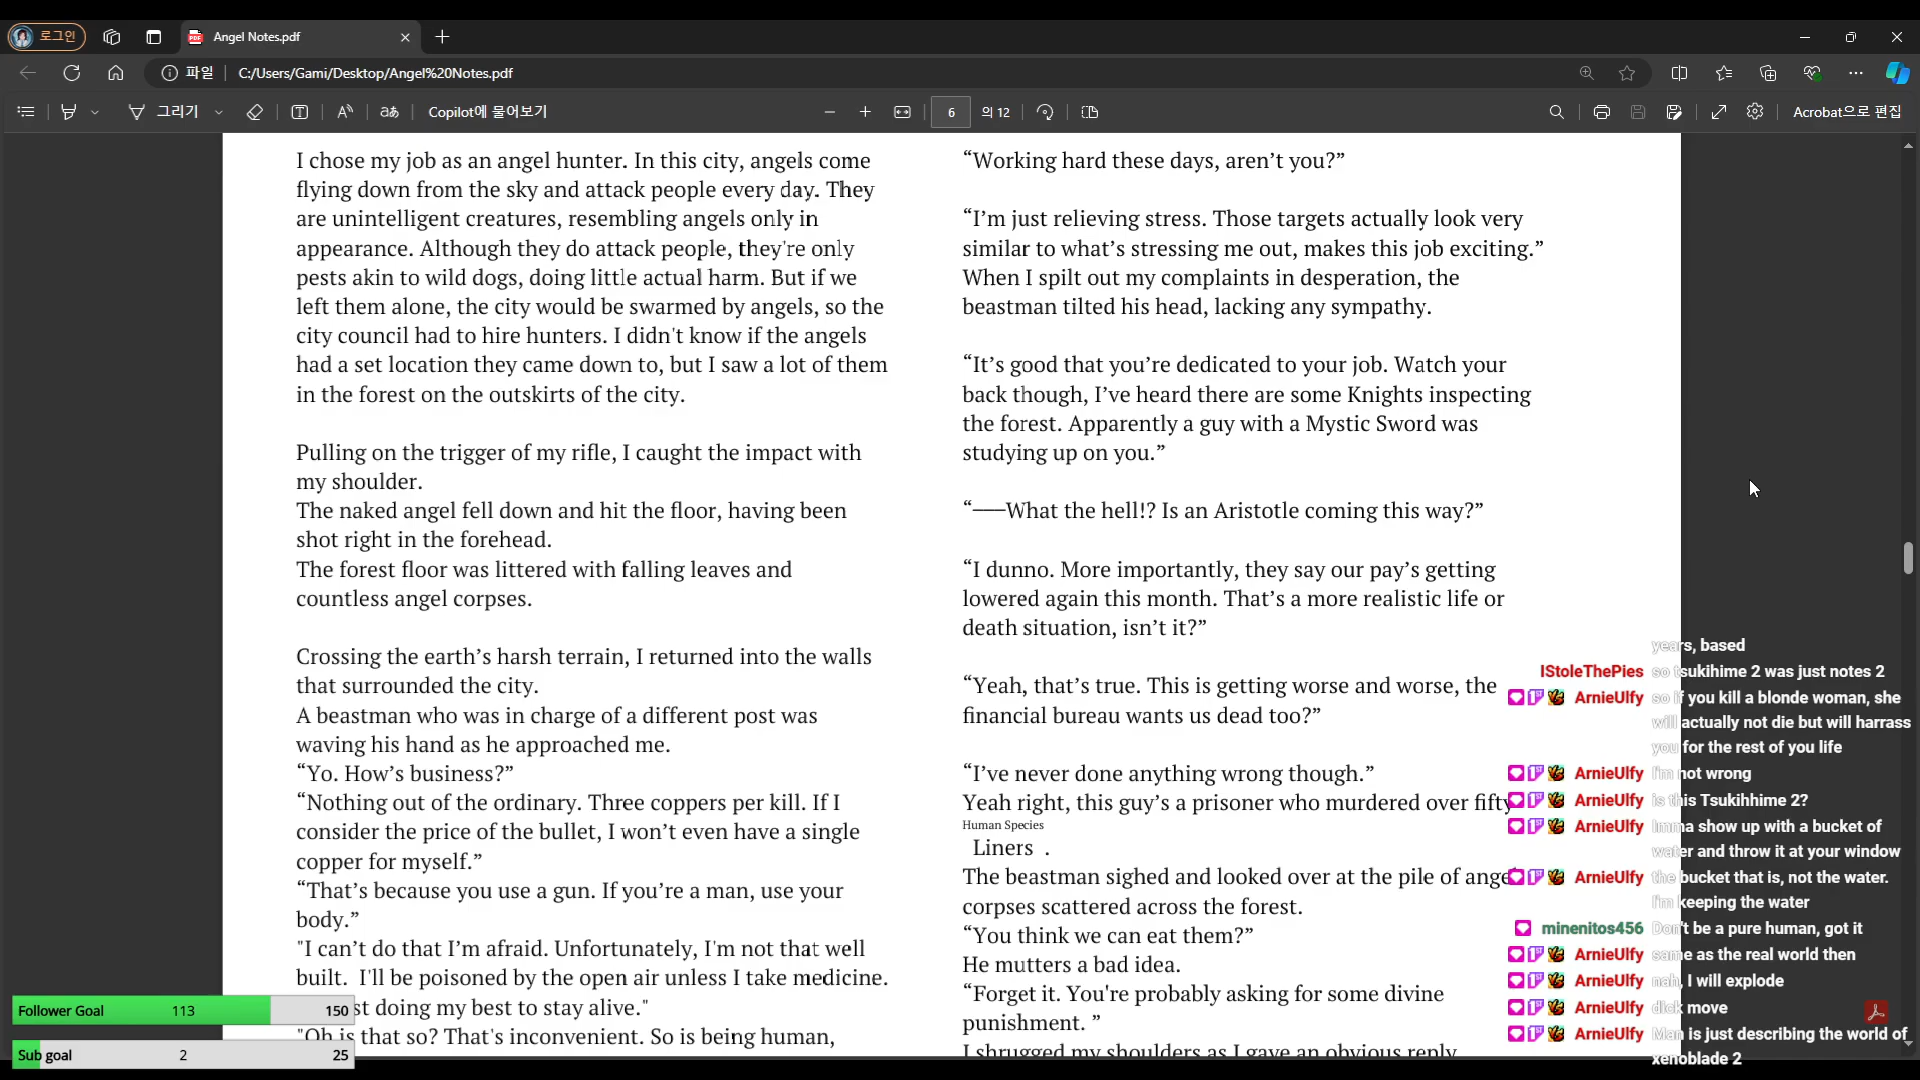 로그인
Angel Notes.pdf
파일
C:/Users/Gami/Desktop/Angel%20Notes.pdf
그리기
Copilot에 물어보기
6
의 12
Acrobat으로 편집
I chose my job as an angel hunter. In this city, angels come
flying down from the sky and attack people every day. They
are unintelligent creatures, resembling angels only in
appearance. Although they do attack people, they're only
pests akin to wild dogs, doing little actual harm. But if we
left them alone, the city would be swarmed by angels, so the
city council had to hire hunters. I didn't know if the angels
had a set location they came down to, but I saw a lot of them
in the forest on the outskirts of the city.
Pulling on the trigger of my rifle, I caught the impact with
my shoulder.
The naked angel fell down and hit the floor, having been
shot right in the forehead.
The forest floor was littered with falling leaves and
countless angel corpses.
Crossing the earth’s harsh terrain, I returned into the walls
that surrounded the city.
A beastman who was in charge of a different post was
waving his hand as he approached me.
“Yo. How’s business?”
“Nothing out of the ordinary. Three coppers per kill. If I
consider the price of the bullet, I won’t even have a single
copper for myself.”
“That’s because you use a gun. If you’re a man, use your
body.”
"I can’t do that I’m afraid. Unfortunately, I'm not that well
built. I'll be poisoned by the open air unless I take medicine.
st doing my best to stay alive."
"Oh is that so? That's inconvenient. So is being human,
“Working hard these days, aren’t you?”
“I’m just relieving stress. Those targets actually look very
similar to what’s stressing me out, makes this job exciting.”
When I spilt out my complaints in desperation, the
beastman tilted his head, lacking any sympathy.
“It’s good that you’re dedicated to your job. Watch your
back though, I’ve heard there are some Knights inspecting
the forest. Apparently a guy with a Mystic Sword was
studying up on you.”
“───What the hell!? Is an Aristotle coming this way?”
“I dunno. More importantly, they say our pay’s getting
lowered again this month. That’s a more realistic life or
death situation, isn’t it?”
“Yeah, that’s true. This is getting worse and worse, the
financial bureau wants us dead too?”
“I’ve never done anything wrong though.”
Yeah right, this guy’s a prisoner who murdered over fifty
Human Species
Liners .
The beastman sighed and looked over at the pile of ange
corpses scattered across the forest.
“You think we can eat them?”
He mutters a bad idea.
“Forget it. You're probably asking for some divine
punishment. ”
I shrugged my shoulders as I gave an obvious reply
years, based
IStoleThePies so tsukihime 2 was just notes 2
ArnieUlfy so if you kill a blonde woman, she
will actually not die but will harrass
you for the rest of you life
ArnieUlfy I'm not wrong
ArnieUlfy is this Tsukihhime 2?
ArnieUlfy Imma show up with a bucket of
water and throw it at your window
ArnieUlfy the bucket that is, not the water.
I'm keeping the water
minenitos456 Don't be a pure human, got it
ArnieUlfy same as the real world then
ArnieUlfy nah, I will explode
ArnieUlfy dick move
ArnieUlfy Man is just describing the world of
xenoblade 2
Follower Goal 113 150
Sub goal 2 25